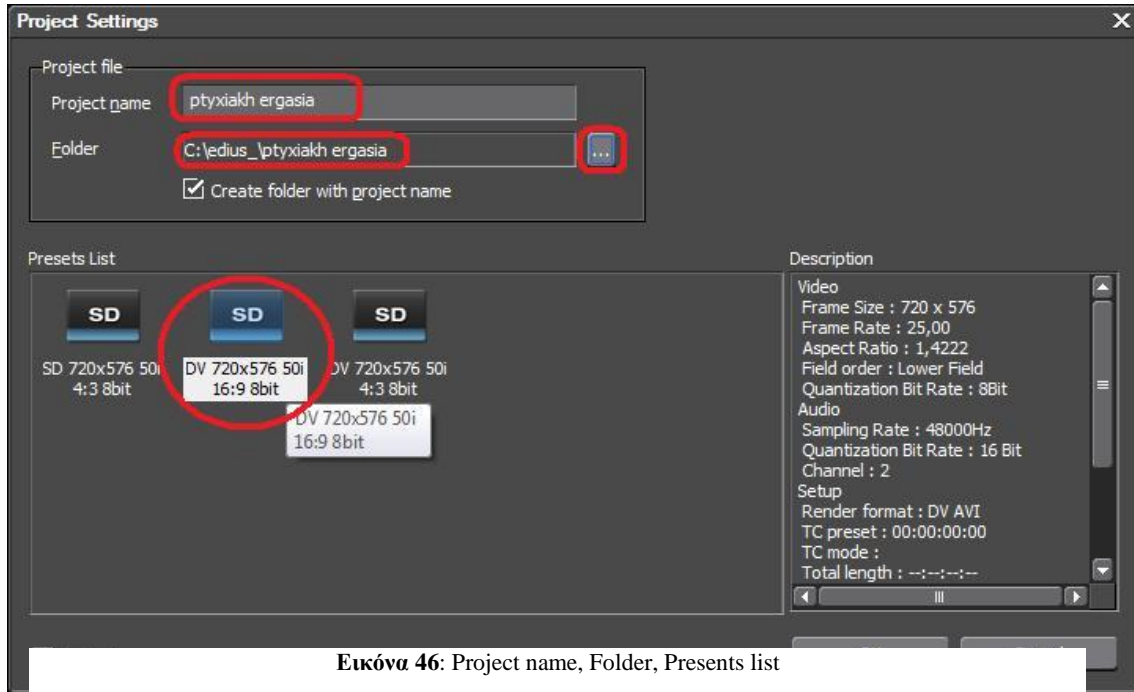 Project Settings
Project file
Project name ptyxiakh ergasia
Folder C:\edius_\ptyxiakh ergasia ...
Create folder with project name
Presets List
SD SD SD
SD 720x576 50i DV 720x576 50i DV 720x576 50i
4:3 8bit 16:9 8bit 4:3 8bit
DV 720x576 50i
16:9 8bit
Description
Video
Frame Size : 720 x 576
Frame Rate : 25,00
Aspect Ratio : 1,4222
Field order : Lower Field
Quantization Bit Rate : 8Bit
Audio
Sampling Rate : 48000Hz
Quantization Bit Rate : 16 Bit
Channel : 2
Setup
Render format : DV AVI
TC preset : 00:00:00:00
TC mode :
Total length : --:--:--:--
Εικόνα 46: Project name, Folder, Presents list